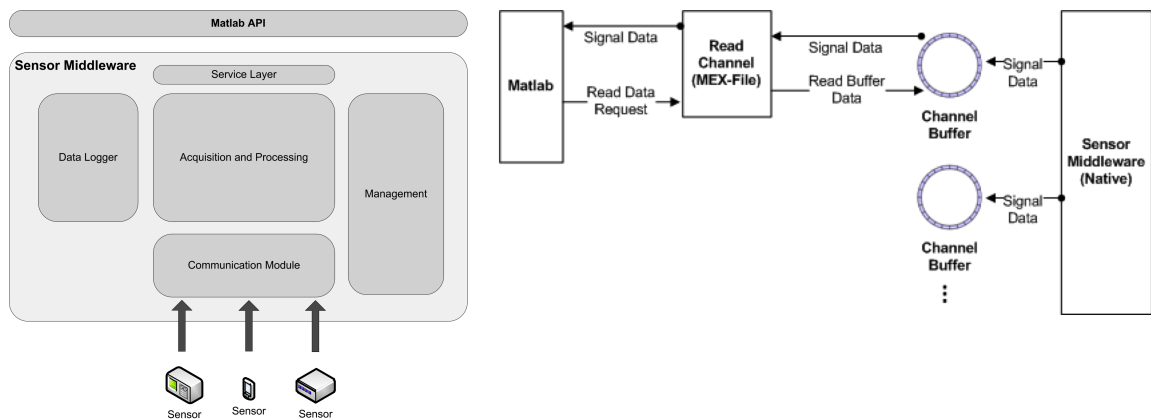 Matlab API
Sensor Middleware
Service Layer
Data Logger
Acquisition and Processing
Management
Communication Module
Sensor
Sensor
Sensor
Matlab
Signal Data
Read Data
Request
Read
Channel
(MEX-File)
Signal Data
Read Buffer
Data
Channel
Buffer
Signal
Data
Channel
Buffer
Signal
Data
Sensor
Middleware
(Native)